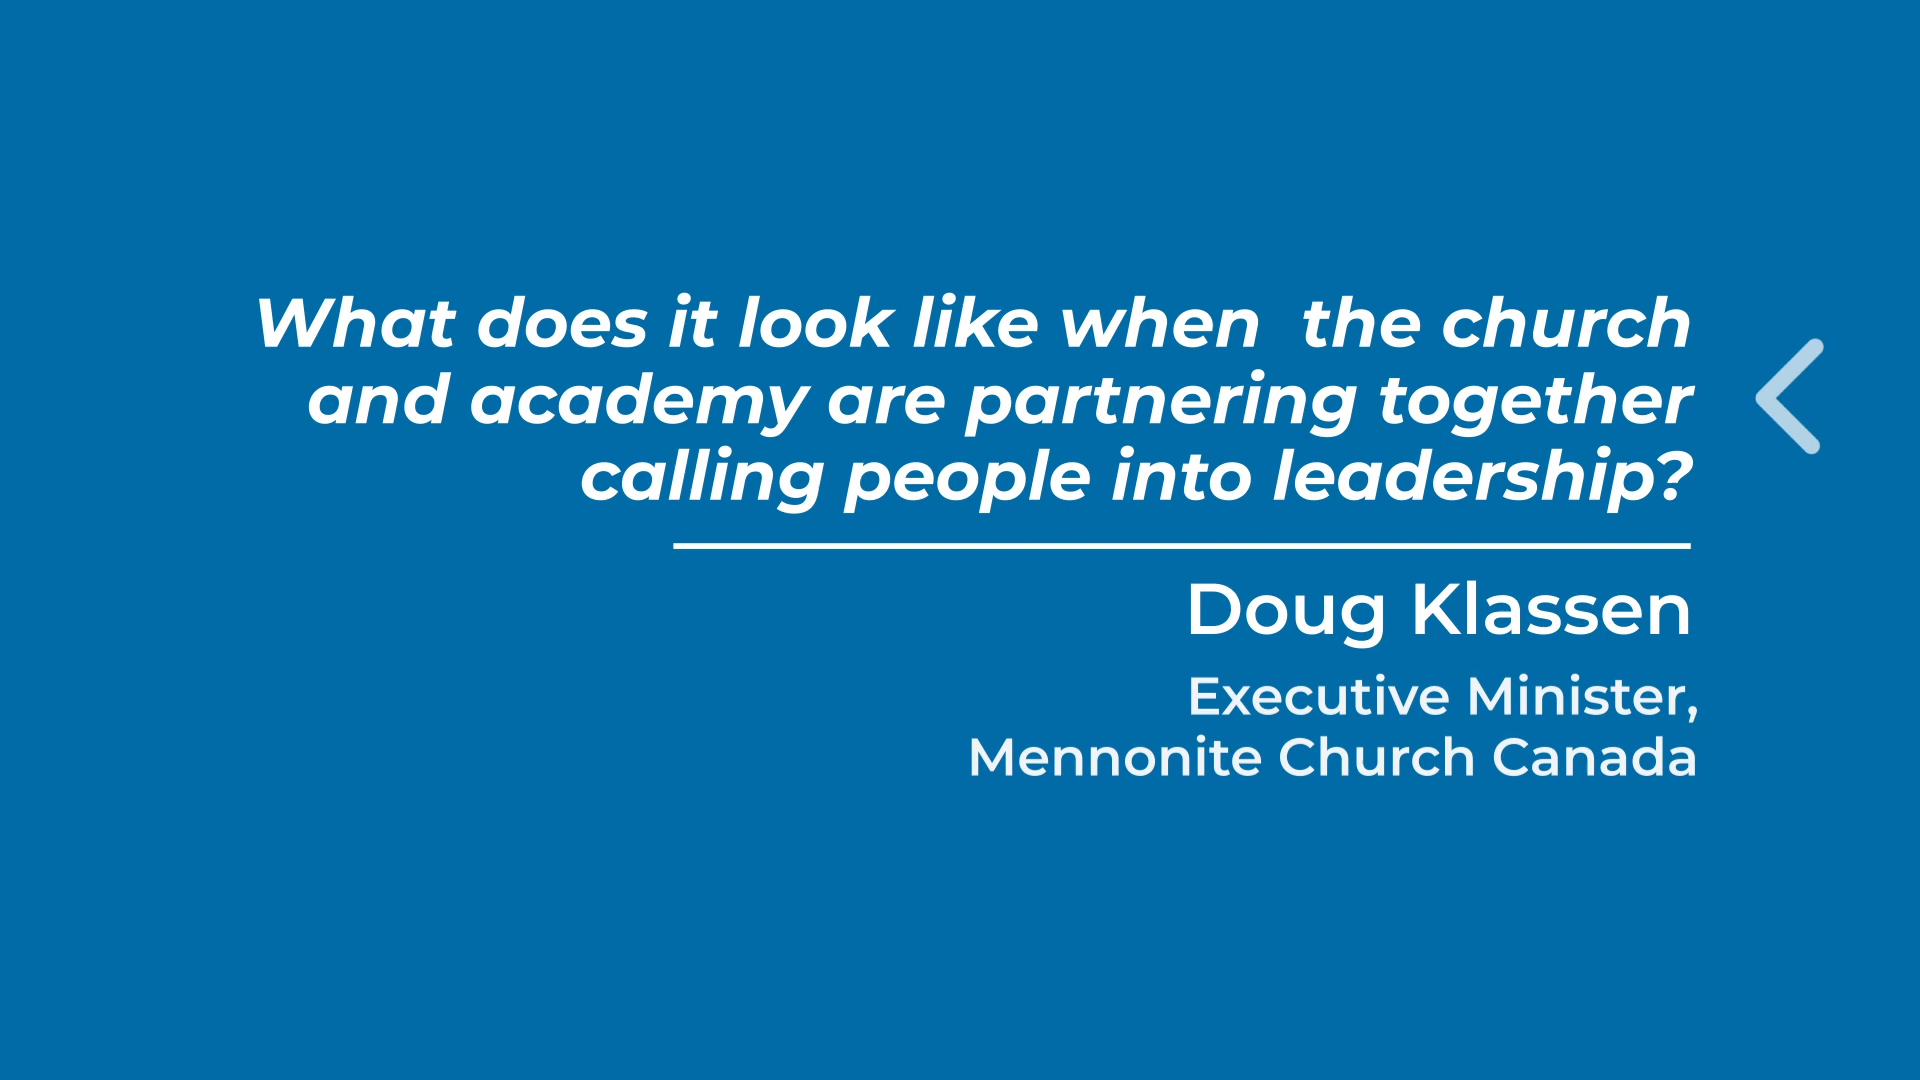 What does it look like when  the church
and academy are partnering together
calling people into leadership?
Doug Klassen
Executive Minister,
Mennonite Church Canada